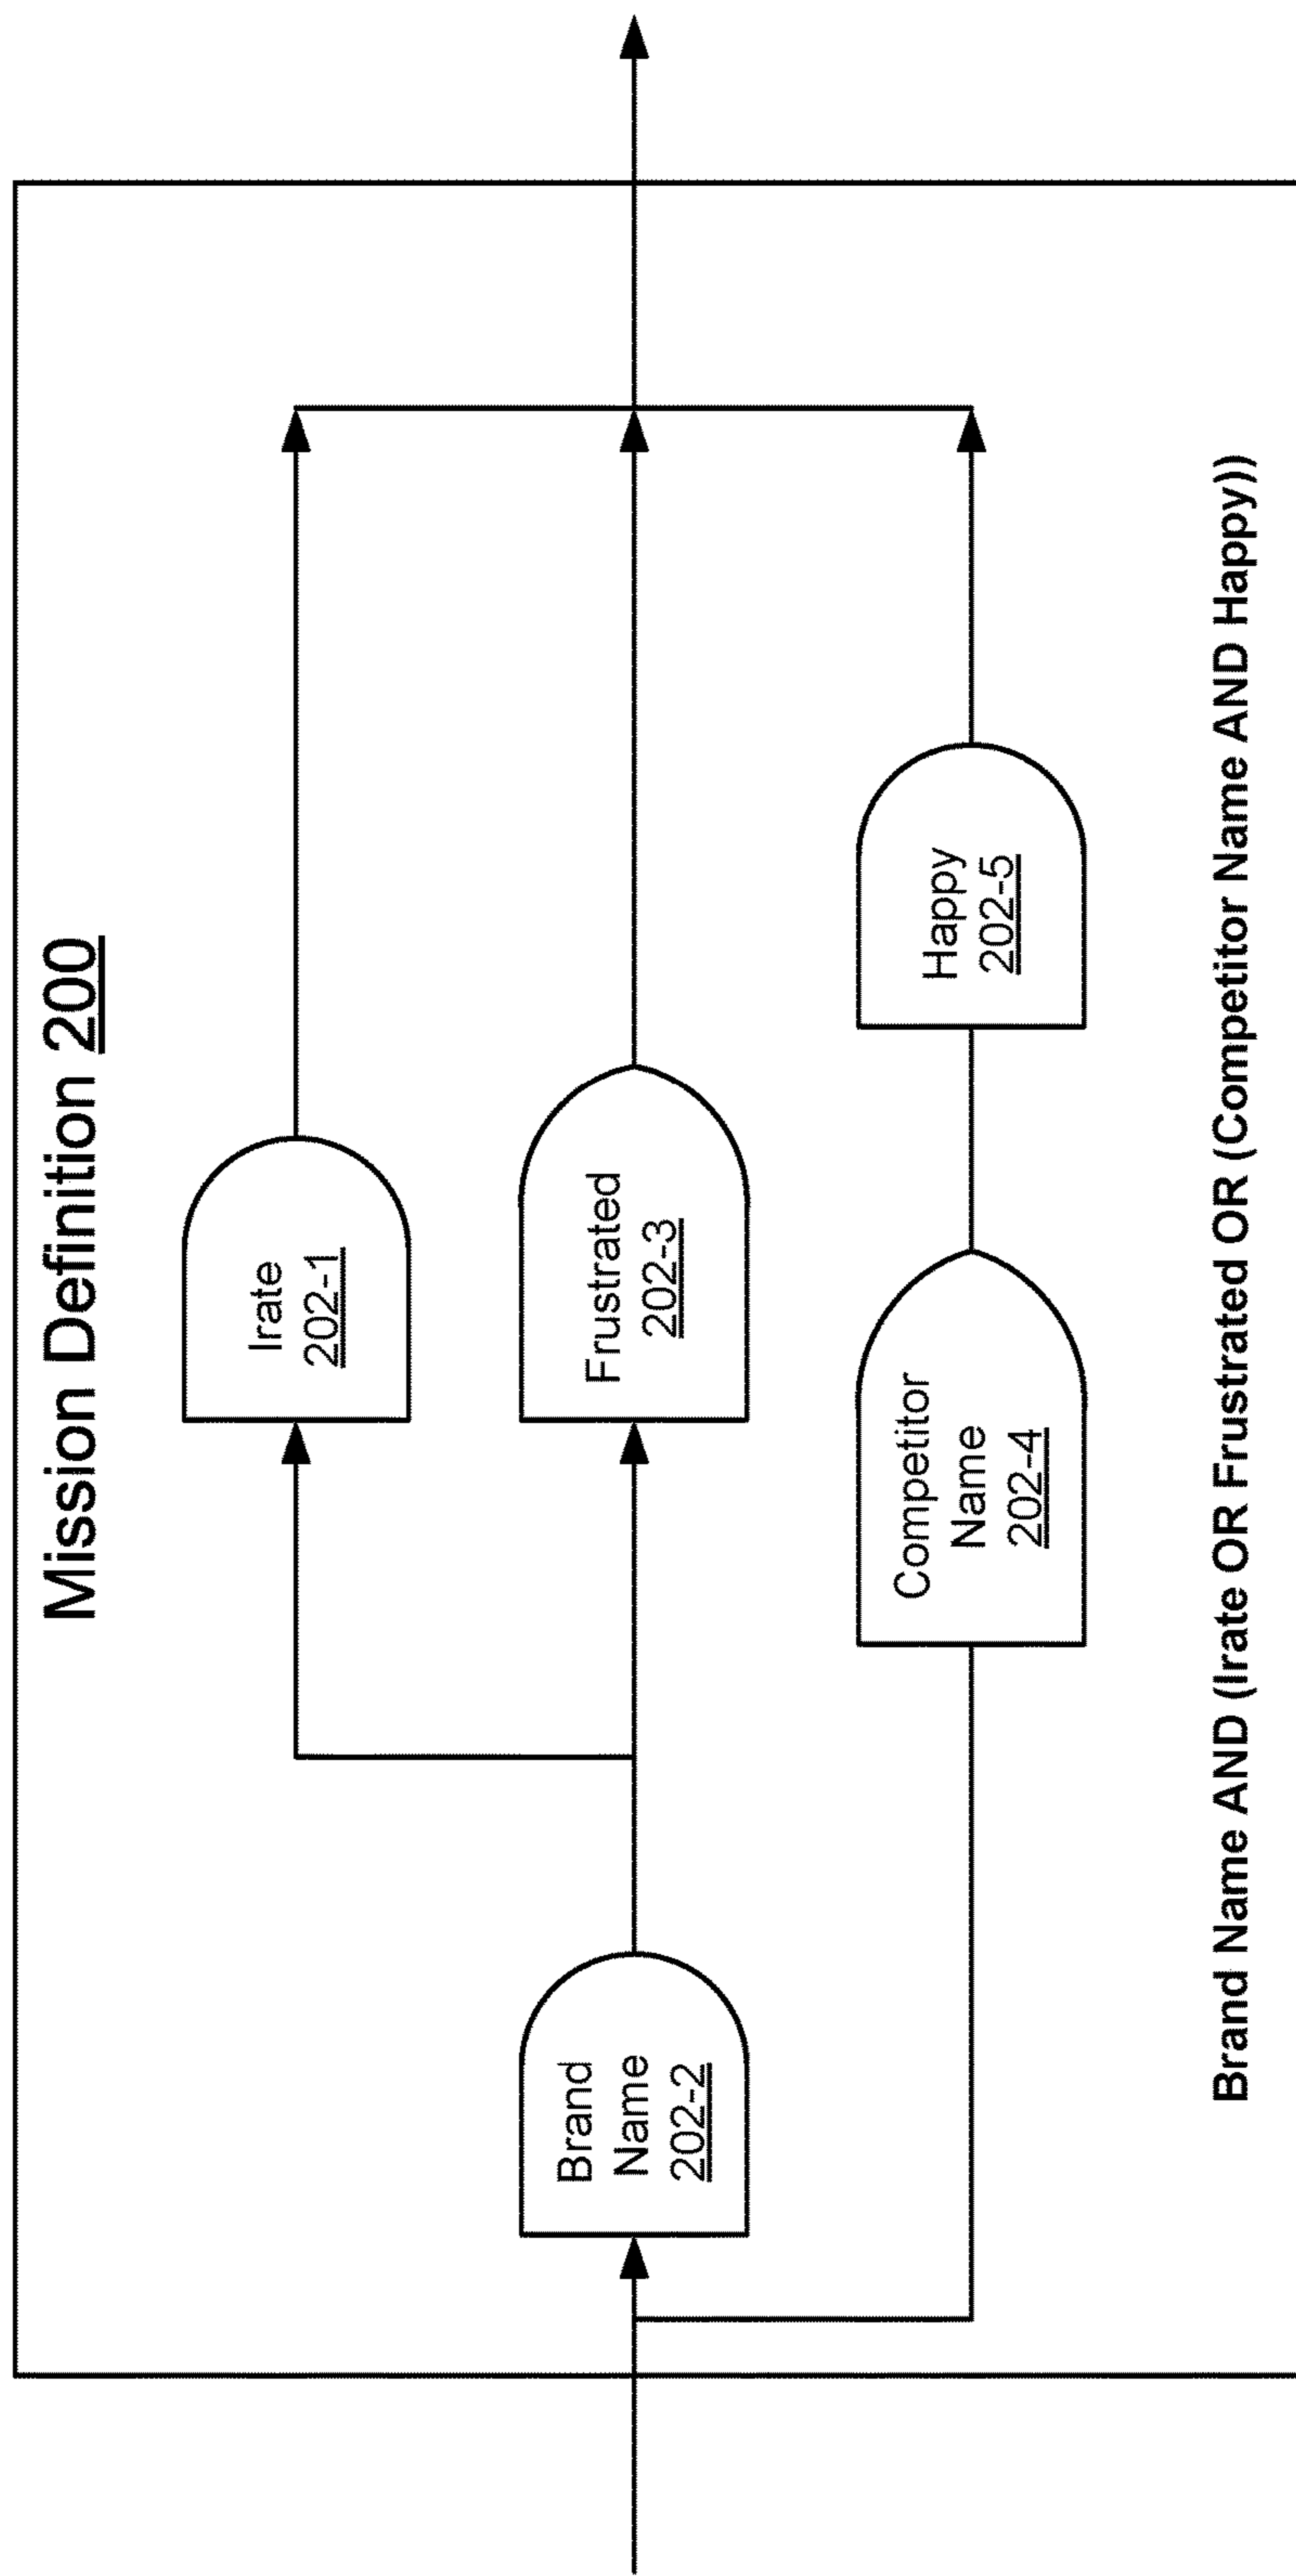 Mission Definition 200
Irate
202-1
Brand
Name
202-2
Frustrated
202-3
Competitor
Name
202-4
Happy
202-5
Brand Name AND (Irate OR Frustrated OR (Competitor Name AND Happy))